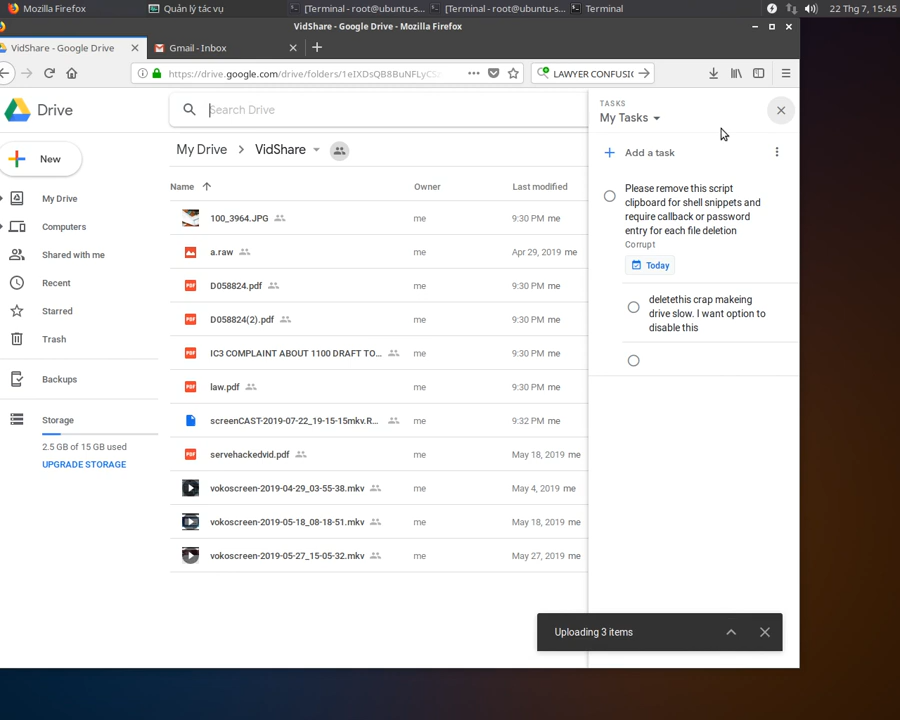 Mozilla Firefox
Quản lý tác vụ
[Terminal - root@ubuntu-s...
[Terminal - root@ubuntu-s...
Terminal
22 Thg 7, 15:45
VidShare - Google Drive - Mozilla Firefox
VidShare - Google Drive
Gmail - Inbox
https://drive.google.com/drive/folders/1eIXDsQB8BuNFLyCS
LAWYER CONFUSIC
Drive
Search Drive
TASKS
My Tasks
New
My Drive
VidShare
Add a task
Name
Owner
Last modified
My Drive
Computers
Shared with me
Recent
Starred
Trash
Backups
Storage
2.5 GB of 15 GB used
UPGRADE STORAGE
100_3964.JPG me 9:30 PM me
a.raw me Apr 29, 2019 me
D058824.pdf me 9:30 PM me
D058824(2).pdf me 9:30 PM me
IC3 COMPLAINT ABOUT 1100 DRAFT TO... me 9:30 PM me
law.pdf me 9:30 PM me
screenCAST-2019-07-22_19-15-15mkv.R... me 9:32 PM me
servehackedvid.pdf me May 18, 2019 me
vokoscreen-2019-04-29_03-55-38.mkv me May 4, 2019 me
vokoscreen-2019-05-18_08-18-51.mkv me May 18, 2019 me
vokoscreen-2019-05-27_15-05-32.mkv me May 27, 2019 me
Please remove this script
clipboard for shell snippets and
require callback or password
entry for each file deletion
Corrupt
Today
deletethis crap makeing
drive slow. I want option to
disable this
Uploading 3 items